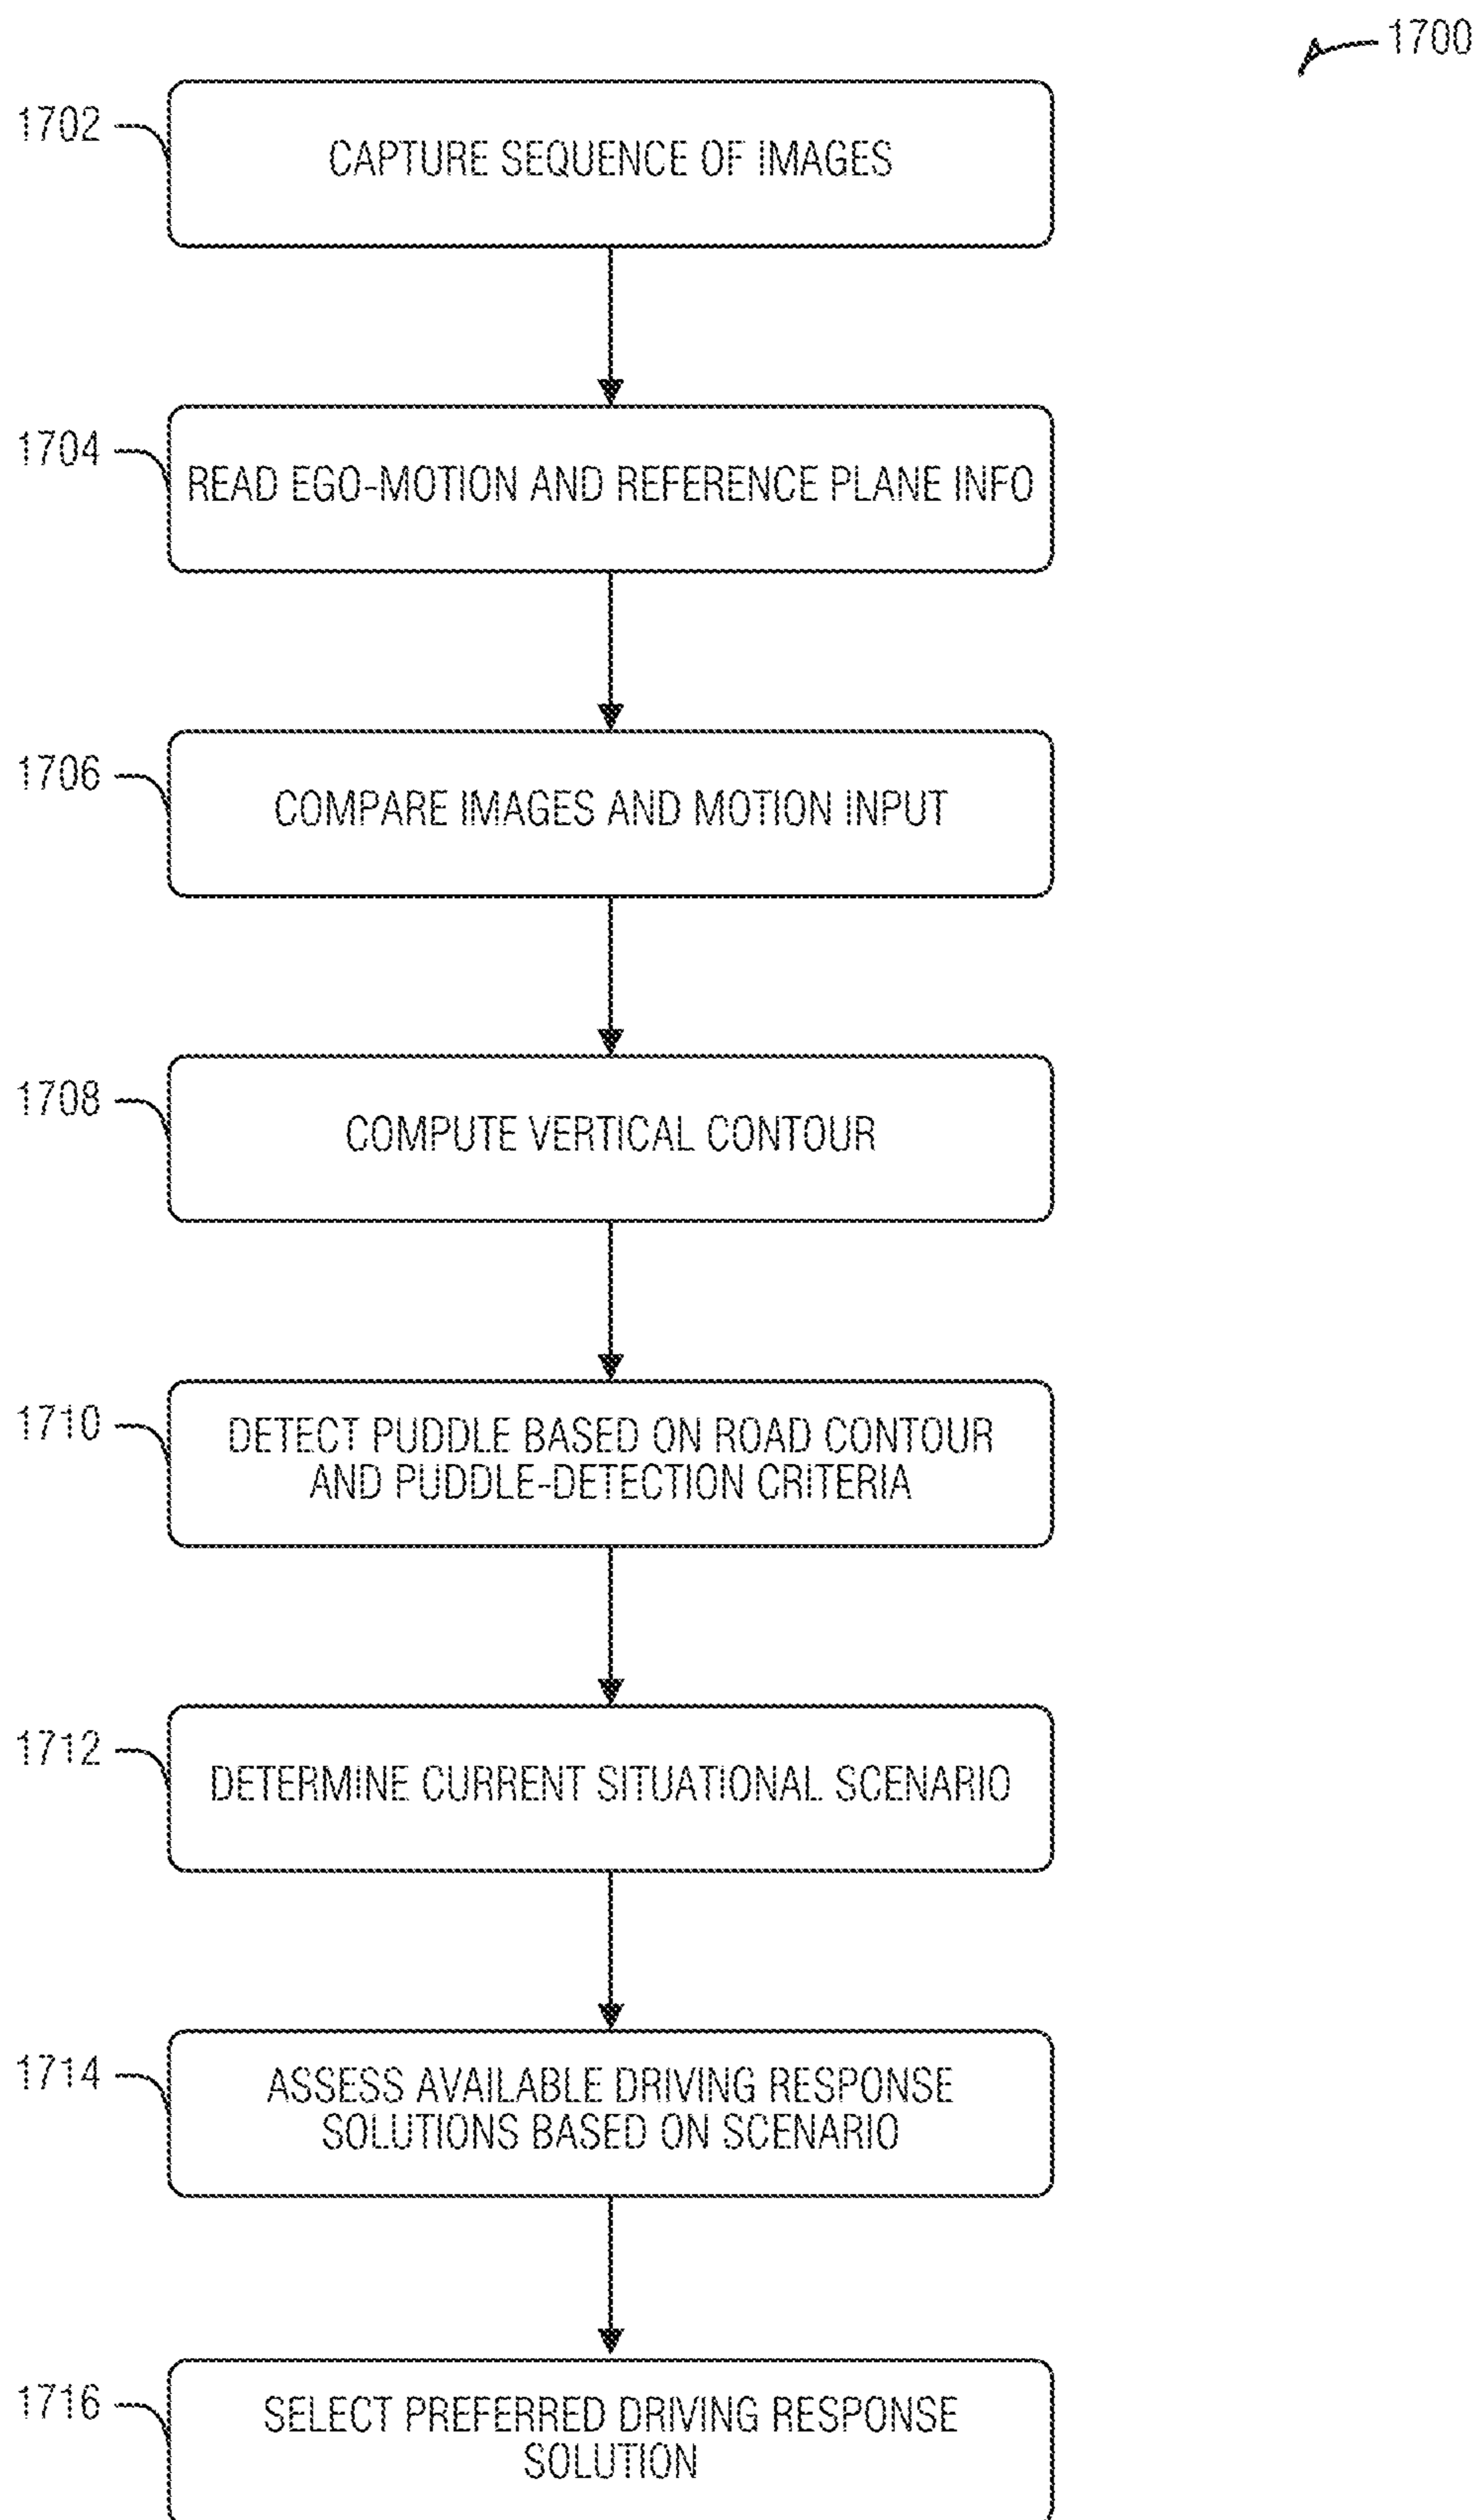 1700
1702
CAPTURE SEQUENCE OF IMAGES
1704
READ EGO-MOTION AND REFERENCE PLANE INFO
1706
COMPARE IMAGES AND MOTION INPUT
1708
COMPUTE VERTICAL CONTOUR
1710
DETECT PUDDLE BASED ON ROAD CONTOUR
AND PUDDLE-DETECTION CRITERIA
1712
DETERMINE CURRENT SITUATIONAL SCENARIO
1714
ASSESS AVAILABLE DRIVING RESPONSE
SOLUTIONS BASED ON SCENARIO
1716
SELECT PREFERRED DRIVING RESPONSE
SOLUTION